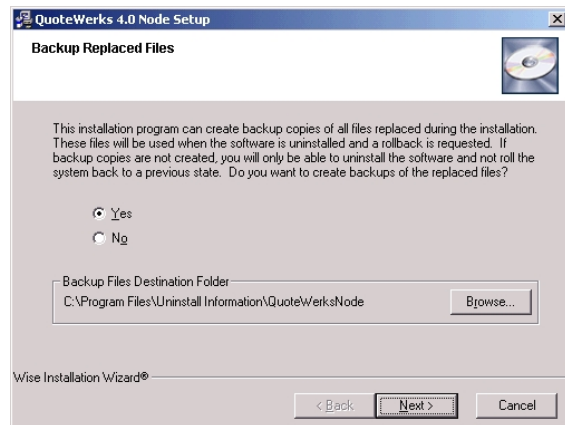 QuoteWerks 4.0 Node Setup
Backup Replaced Files
This installation program can create backup copies of all files replaced during the installation.
These files will be used when the software is uninstalled and a rollback is requested. If
backup copies are not created, you will only be able to uninstall the software and not roll the
system back to a previous state. Do you want to create backups of the replaced files?
Yes
No
Backup Files Destination Folder
C:\Program Files\Uninstall Information\QuoteWerksNode
Browse...
Wise Installation Wizard®
< Back
Next >
Cancel